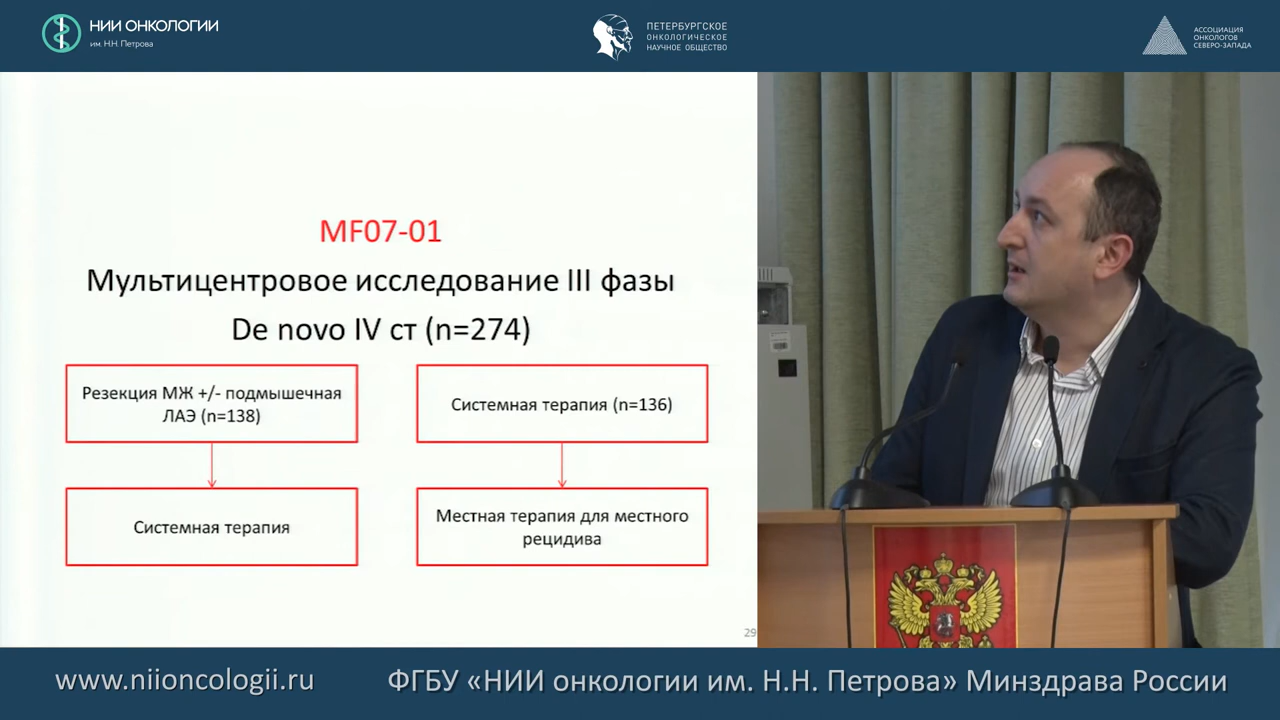 НИИ ОНКОЛОГИИ
им. Н.Н. Петрова
ПЕТЕРБУРГСКОЕ
ОНКОЛОГИЧЕСКОЕ
НАУЧНОЕ ОБЩЕСТВО
АССОЦИАЦИЯ
ОНКОЛОГОВ
СЕВЕРО-ЗАПАДА
MF07-01
Мультицентровое исследование III фазы
De novo IV ст (n=274)
Резекция МЖ +/- подмышечная
ЛАЭ (n=138)
Системная терапия (n=136)
Системная терапия
Местная терапия для местного
рецидива
29
www.niioncologii.ru
ФГБУ «НИИ онкологии им. Н.Н. Петрова» Минздрава России